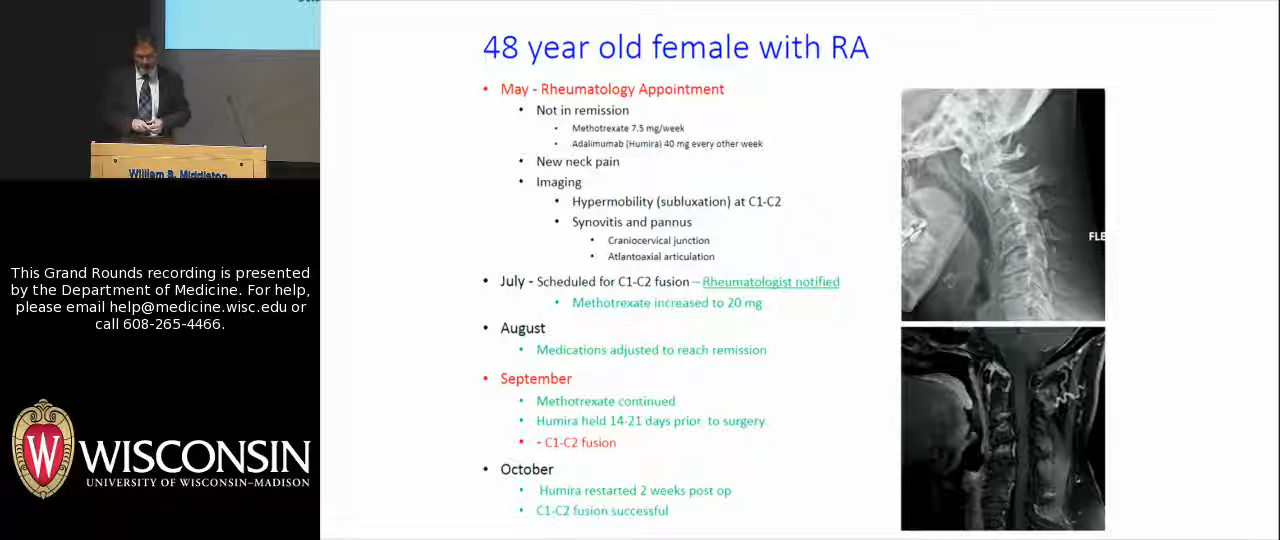 William S. Middleton
This Grand Rounds recording is presented
by the Department of Medicine. For help,
please email help@medicine.wisc.edu or
call 608-265-4466.
W
WISCONSIN
UNIVERSITY OF WISCONSIN–MADISON
48 year old female with RA
• May - Rheumatology Appointment
• Not in remission
• Methotrexate 7.5 mg/week
• Adalimumab (Humira) 40 mg every other week
• New neck pain
• Imaging
• Hypermobility (subluxation) at C1-C2
• Synovitis and pannus
• Craniocervical junction
• Atlantoaxial articulation
• July - Scheduled for C1-C2 fusion – Rheumatologist notified
• Methotrexate increased to 20 mg
• August
• Medications adjusted to reach remission
• September
• Methotrexate continued
• Humira held 14-21 days prior to surgery
• - C1-C2 fusion
• October
• Humira restarted 2 weeks post op
• C1-C2 fusion successful
FLE